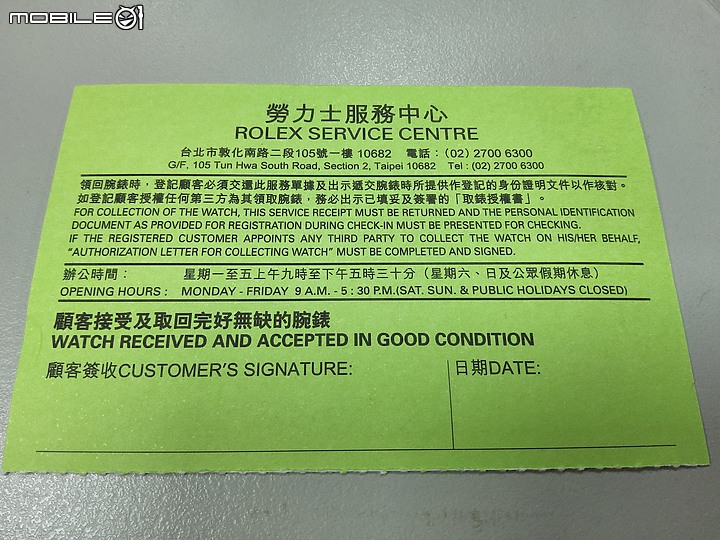 MOBILE01
勞力士服務中心
ROLEX SERVICE CENTRE
台北市敦化南路二段105號一樓 10682 電話：(02) 2700 6300
G/F, 105 Tun Hwa South Road, Section 2, Taipei 10682 Tel : (02) 2700 6300
領回腕錶時，登記顧客必須交還此服務單據及出示遞交腕錶時所提供作登記的身份證明文件以作核對。
如登記顧客授權任何第三方為其領取腕錶，務必出示已填妥及簽署的「取錶授權書」。
FOR COLLECTION OF THE WATCH, THIS SERVICE RECEIPT MUST BE RETURNED AND THE PERSONAL IDENTIFICATION
DOCUMENT AS PROVIDED FOR REGISTRATION DURING CHECK-IN MUST BE PRESENTED FOR CHECKING.
IF THE REGISTERED CUSTOMER APPOINTS ANY THIRD PARTY TO COLLECT THE WATCH ON HIS/HER BEHALF,
"AUTHORIZATION LETTER FOR COLLECTING WATCH" MUST BE COMPLETED AND SIGNED.
辦公時間： 星期一至五上午九時至下午五時三十分（星期六、日及公眾假期休息）
OPENING HOURS : MONDAY - FRIDAY 9 A.M. - 5 : 30 P.M.(SAT. SUN. & PUBLIC HOLIDAYS CLOSED)
顧客接受及取回完好無缺的腕錶
WATCH RECEIVED AND ACCEPTED IN GOOD CONDITION
顧客簽收CUSTOMER'S SIGNATURE: 日期DATE: